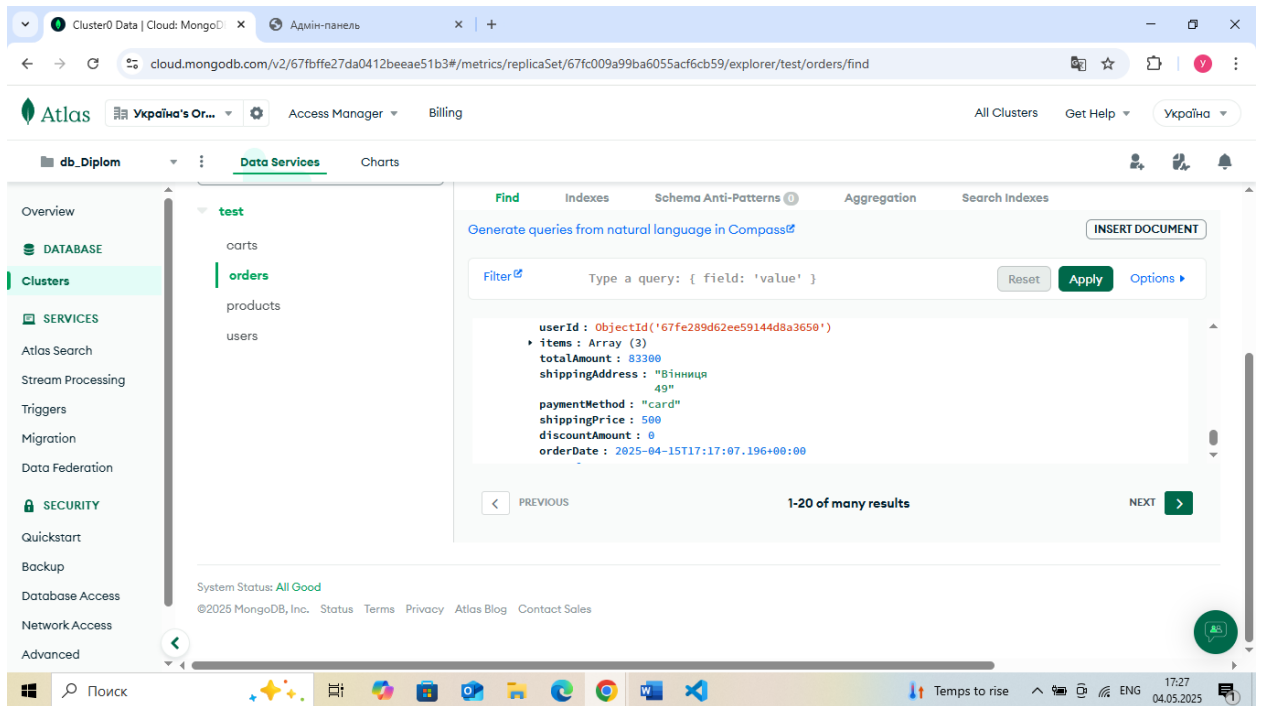 Cluster0 Data | Cloud: MongoD
Адмін-панель
cloud.mongodb.com/v2/67fbffe27da0412beeae51b3#/metrics/replicaSet/67fc009a99ba6055acf6cb59/explorer/test/orders/find
У
Atlas
Україна's Or...
Access Manager
Billing
All Clusters
Get Help
Україна
db_Diplom
Data Services
Charts
Overview
DATABASE
Clusters
SERVICES
Atlas Search
Stream Processing
Triggers
Migration
Data Federation
SECURITY
Quickstart
Backup
Database Access
Network Access
Advanced
test
carts
orders
products
users
Find
Indexes
Schema Anti-Patterns 0
Aggregation
Search Indexes
Generate queries from natural language in Compass
INSERT DOCUMENT
Filter
Type a query: { field: 'value' }
Reset
Apply
Options
userId : ObjectId('67fe289d62ee59144d8a3650')
items : Array (3)
totalAmount : 83300
shippingAddress : "Вінниця
49"
paymentMethod : "card"
shippingPrice : 500
discountAmount : 0
orderDate : 2025-04-15T17:17:07.196+00:00
PREVIOUS
1-20 of many results
NEXT
System Status: All Good
©2025 MongoDB, Inc. Status Terms Privacy Atlas Blog Contact Sales
Поиск
Temps to rise
ENG
17:27
04.05.2025
1